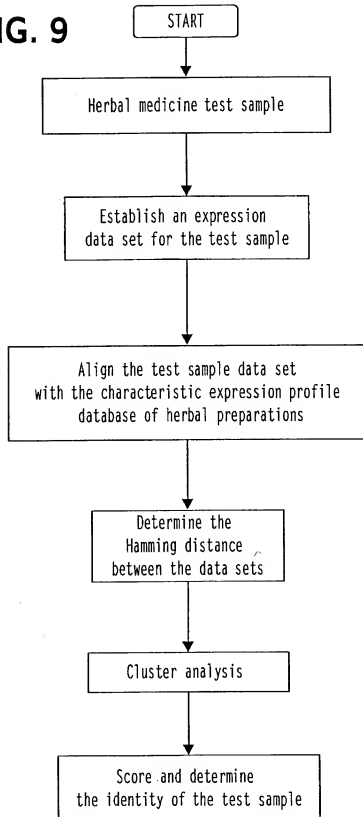 IG. 9
START
Herbal medicine test sample
Establish an expression
data set for the test sample
Align the test sample data set
with the characteristic expression profile
database of herbal preparations
Determine the
Hamming distance
between the data sets
Cluster analysis
Score and determine
the identity of the test sample